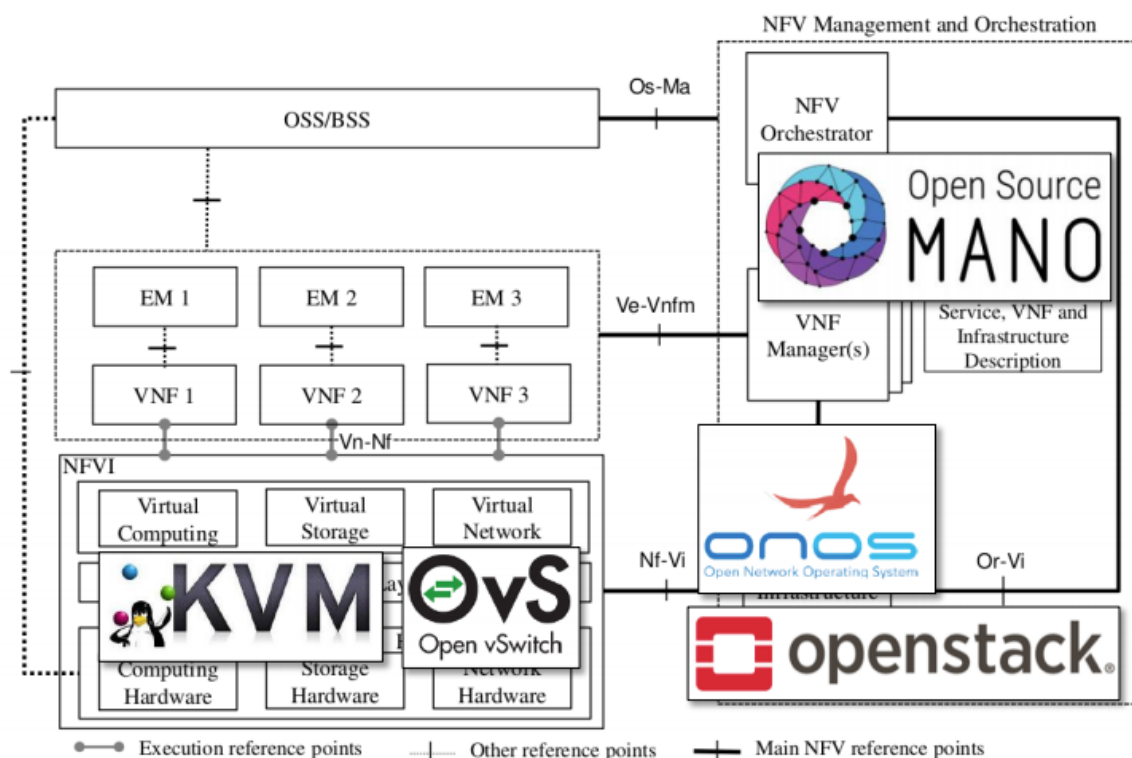 NFV Management and Orchestration
Os-Ma
OSS/BSS
NFV
Orchestrator
Open Source
MANO
EM 1
EM 2
EM 3
Ve-Vnfm
VNF
Manager(s)
Service, VNF and
Infrastructure
Description
VNF 1
VNF 2
VNF 3
Vn-Nf
NFVI
Virtual
Computing
Virtual
Storage
Virtual
Network
onos
Open Network Operating System
Nf-Vi
Or-Vi
Infrastructure
KVM
OvS
Open vSwitch
openstack®
Computing
Hardware
Storage
Hardware
Network
Hardware
Execution reference points
Other reference points
Main NFV reference points